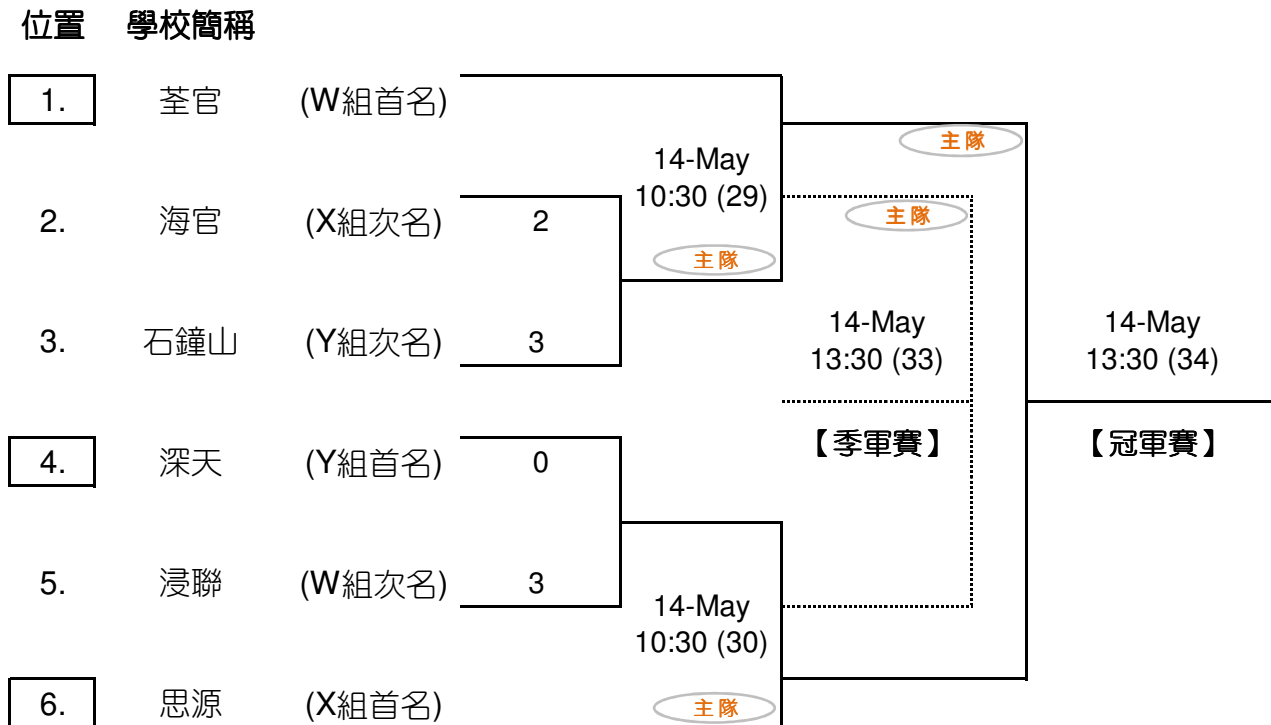 位置 學校簡稱
1. 荃官 (W組首名)
主隊
14-May
10:30 (29)
2. 海官 (X組次名) 2
主隊
主隊
3. 石鐘山 (Y組次名) 3
14-May
13:30 (33)
14-May
13:30 (34)
【季軍賽】
【冠軍賽】
4. 深天 (Y組首名) 0
5. 浸聯 (W組次名) 3
14-May
10:30 (30)
6. 思源 (X組首名)
主隊